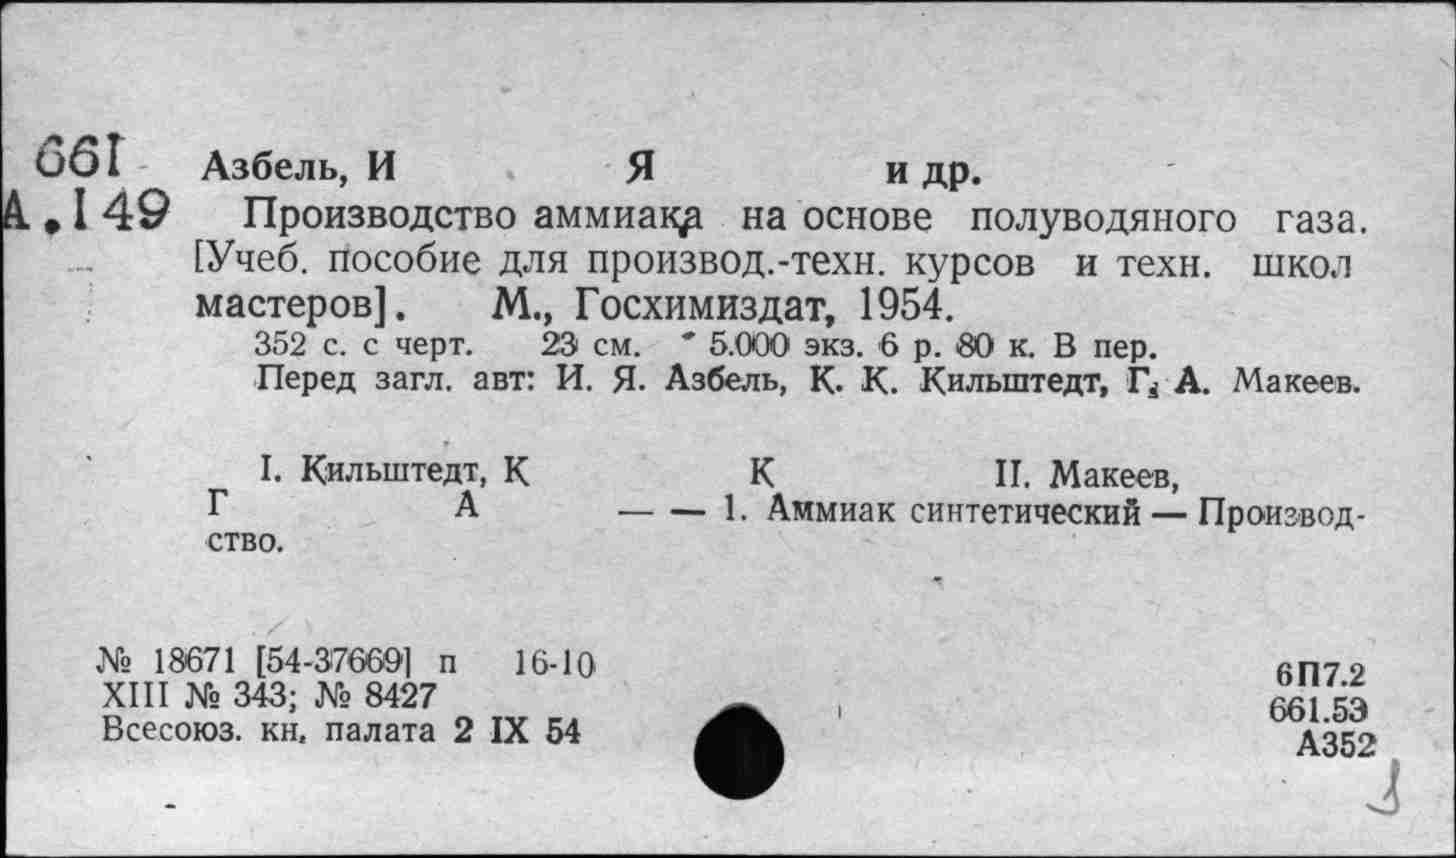 661 Азбель, И Я и др.
А.149 Производство аммиака на основе полуводяного газа.
[Учеб. пособие для производ.-техн. курсов и техн. школ
мастеров]. М., Госхимиздат, 1954.
352 с. с черт. 23 см. 5.000 экз. 6 р. 80 к. В пер.
Перед загл. авт: И. Я. Азбель, К. К. Кильштедт, Г. А. Макеев.
I. Кильштедт, К К II. Макеев,
Г А — — 1. Аммиак синтетический — Производ-
ство.
№ 18671 [54-37669] п 16-10
XIII № 343; № 8427
Всесоюз. кн. палата 2 IX 54
6П7.2
661.53
А352